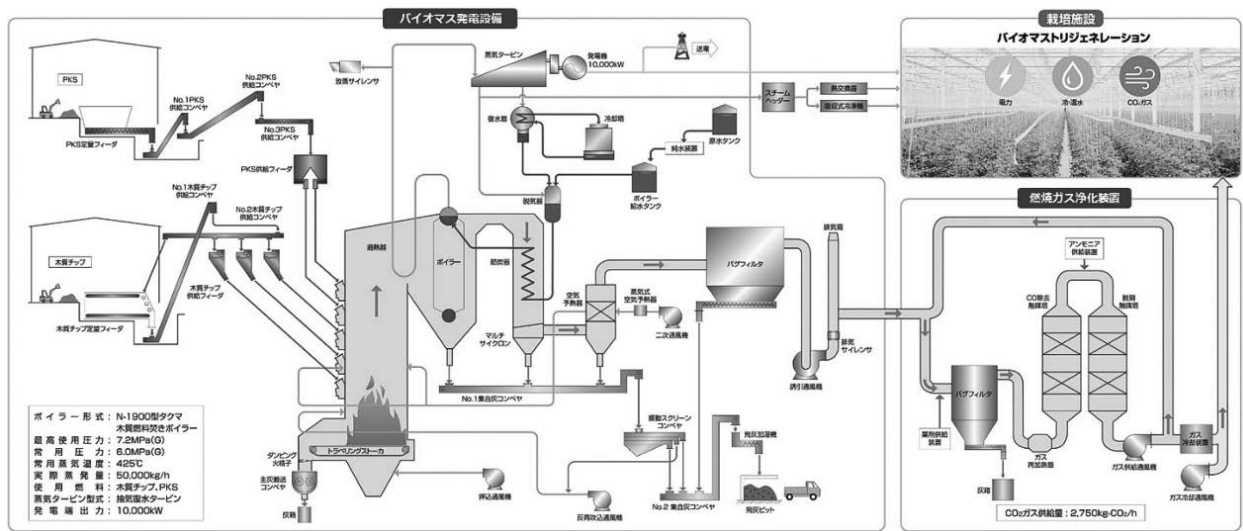 バイオマス発電設備
PKS
PKS定量フィーダ
No.1PKS
供給コンベヤ
No.2PKS
供給コンベヤ
No.3PKS
供給コンベヤ
PKS供給フィーダ
放蒸サイレンサ
蒸気タービン
発電機
10,000kW
送電
復水器
冷却塔
純水装置
原水タンク
ボイラー
給水タンク
脱気器
スチーム
ヘッダー
熱交換器
吸収式冷凍機
木質チップ
木質チップ定量フィーダ
No.1木質チップ
供給コンベヤ
No.2木質チップ
供給コンベヤ
木質チップ
供給フィーダ
過熱器
ボイラー
節炭器
マルチ
サイクロン
空気
予熱器
蒸気式
空気予熱器
二次通風機
バグフィルタ
排気筒
排気
サイレンサ
誘引通風機
No.1集合灰コンベヤ
振動スクリーン
コンベヤ
飛灰加湿機
飛灰ピット
No.2 集合灰コンベヤ
灰再吹込通風機
押込通風機
トラベリングストーカ
ダンピング
火格子
主灰搬送
コンベヤ
灰箱
ボイラー形式：N-1900型タクマ
木質燃料焚きボイラー
最高使用圧力：7.2MPa(G)
常用圧力：6.0MPa(G)
常用蒸気温度：425℃
実際蒸発量：50,000kg/h
使用燃料：木質チップ、PKS
蒸気タービン型式：抽気復水タービン
発電端出力：10,000kW
栽培施設
バイオマストリジェネレーション
電力
冷・温水
CO₂ガス
燃焼ガス浄化装置
アンモニア
供給装置
CO除去
触媒塔
脱硝
触媒塔
バグフィルタ
薬剤供給
装置
灰箱
ガス
再加熱器
ガス供給通風機
ガス
冷却装置
ガス冷却通風機
CO₂ガス供給量：2,750kg-CO₂/h